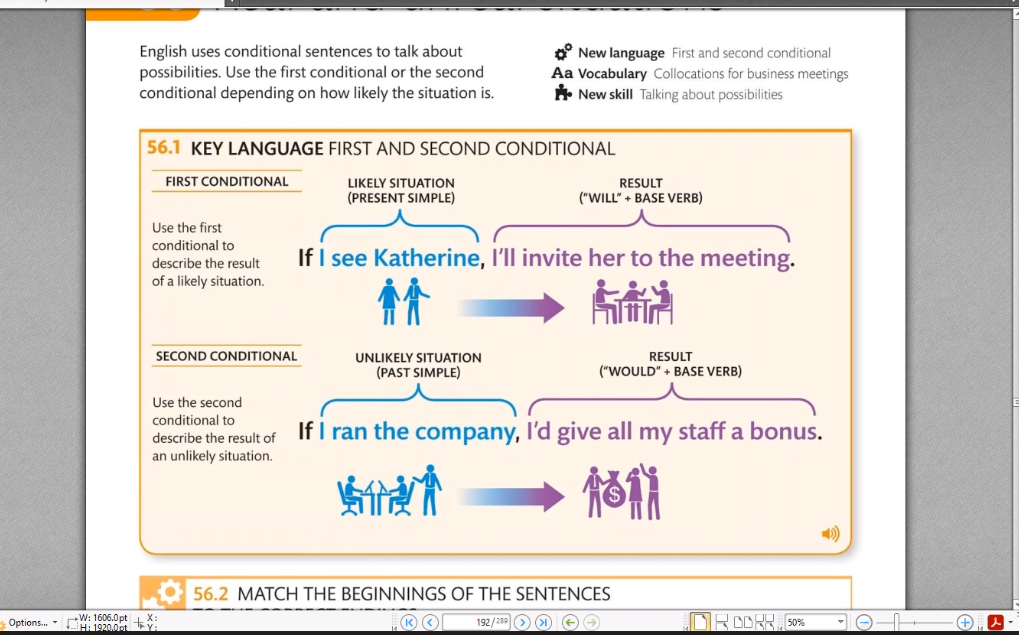 English uses conditional sentences to talk about
possibilities. Use the first conditional or the second
conditional depending on how likely the situation is.
New language First and second conditional
Aa Vocabulary Collocations for business meetings
New skill Talking about possibilities
56.1 KEY LANGUAGE FIRST AND SECOND CONDITIONAL
FIRST CONDITIONAL
Use the first
conditional to
describe the result
of a likely situation.
LIKELY SITUATION
(PRESENT SIMPLE)
RESULT
(“WILL” + BASE VERB)
If I see Katherine, I’ll invite her to the meeting.
SECOND CONDITIONAL
Use the second
conditional to
describe the result of
an unlikely situation.
UNLIKELY SITUATION
(PAST SIMPLE)
RESULT
(“WOULD” + BASE VERB)
If I ran the company, I’d give all my staff a bonus.
$
56.2 MATCH THE BEGINNINGS OF THE SENTENCES
TO THE CORRECT ENDINGS
Options...
W: 1606.0pt
H: 1920.0pt
X:
Y:
192 / 289
50%